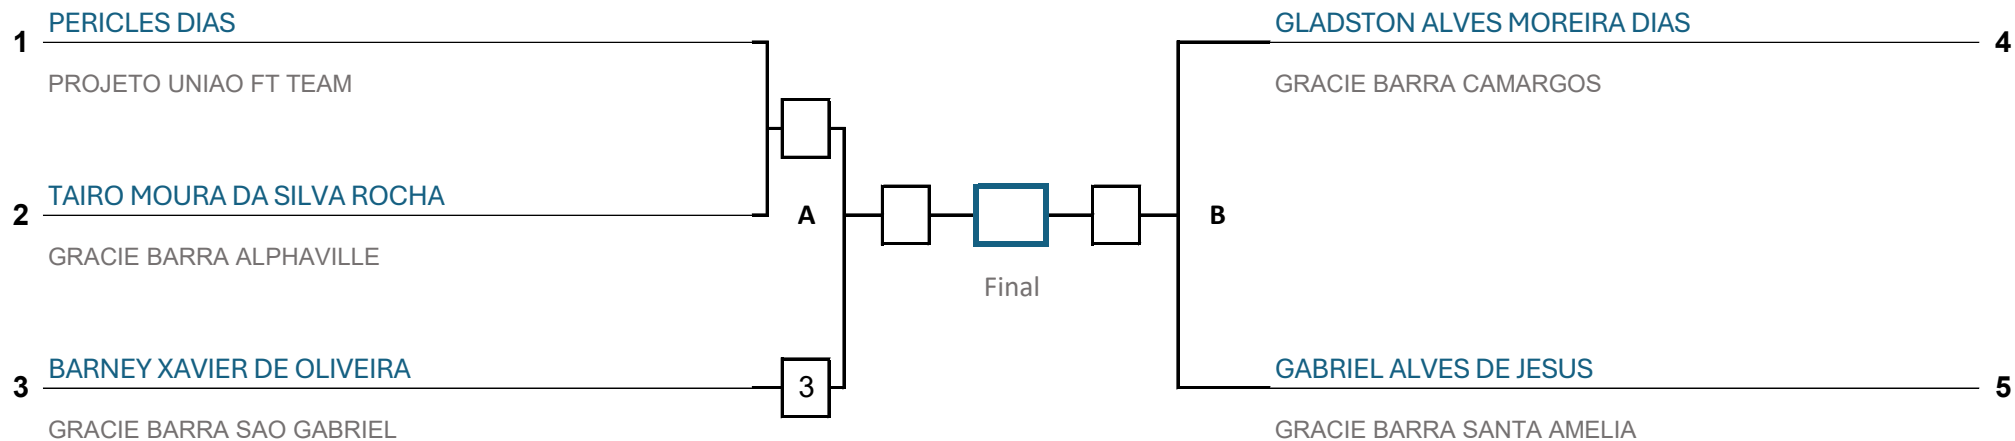 PERICLES DIAS
1
PROJETO UNIAO FT TEAM
TAIRO MOURA DA SILVA ROCHA
2
GRACIE BARRA ALPHAVILLE
BARNEY XAVIER DE OLIVEIRA
3
3
GRACIE BARRA SAO GABRIEL
A
Final
B
GLADSTON ALVES MOREIRA DIAS
4
GRACIE BARRA CAMARGOS
GABRIEL ALVES DE JESUS
5
GRACIE BARRA SANTA AMELIA